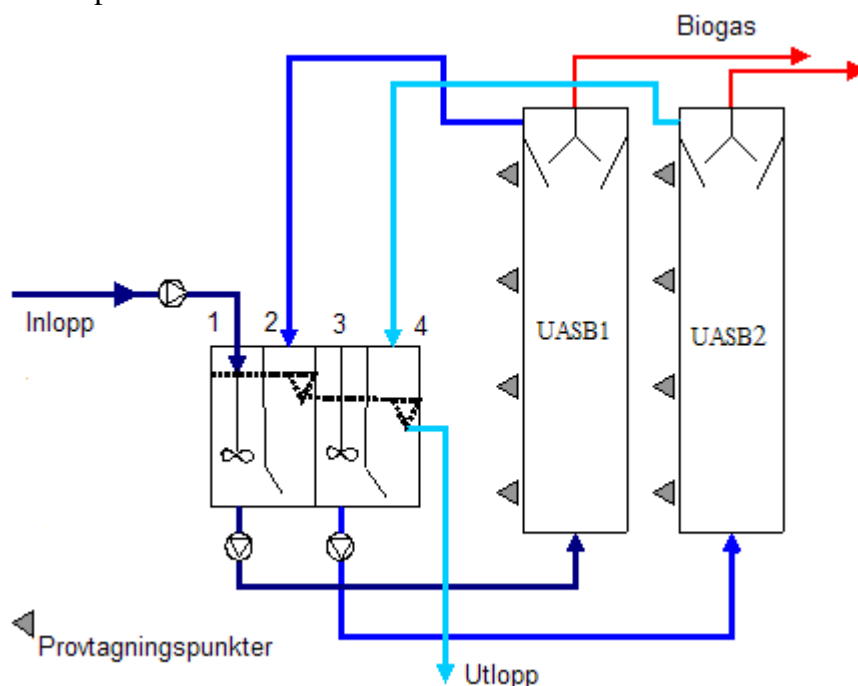 Biogas
Inlopp
1 2 3 4
UASB1
UASB2
Provtagningspunkter
Utlopp